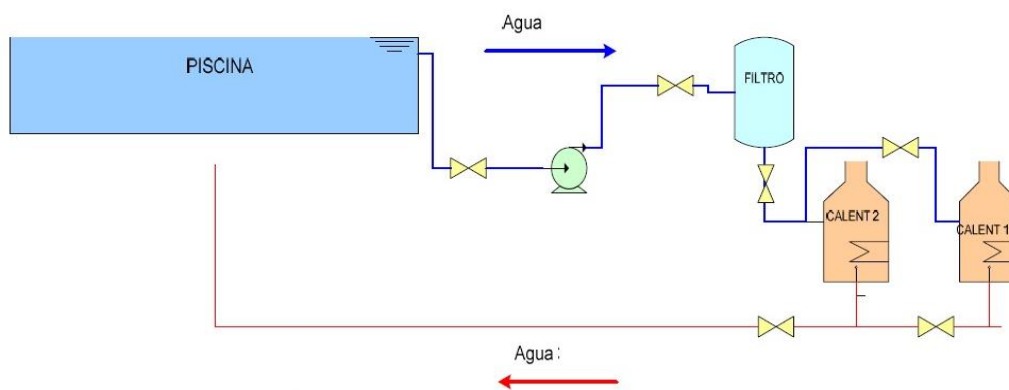 Agua
PISCINA
FILTRO
CALENT 2
CALENT 1
Agua :